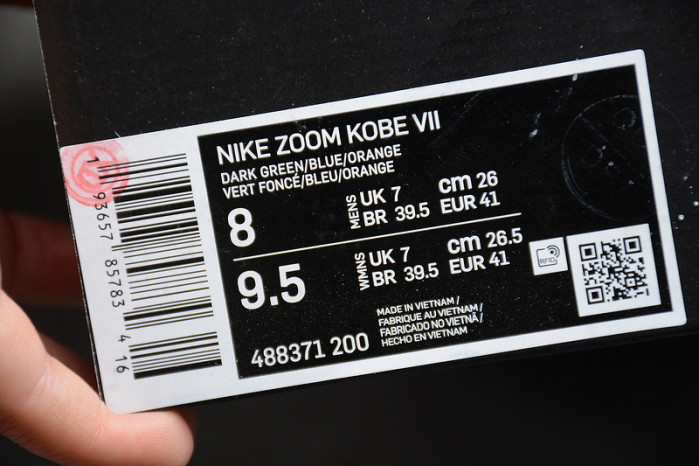 NIKE ZOOM KOBE VII
DARK GREEN/BLUE/ORANGE
VERT FONCÉ/BLEU/ORANGE
8
MENS
UK 7
cm 26
BR 39.5
EUR 41
9.5
WMNS
UK 7
cm 26.5
BR 39.5
EUR 41
RFID
488371 200
MADE IN VIETNAM /
FABRIQUE AU VIETNAM /
FABRICADO NO VIETNÃ/
HECHO EN VIETNAM
1 93657 85783 4 16